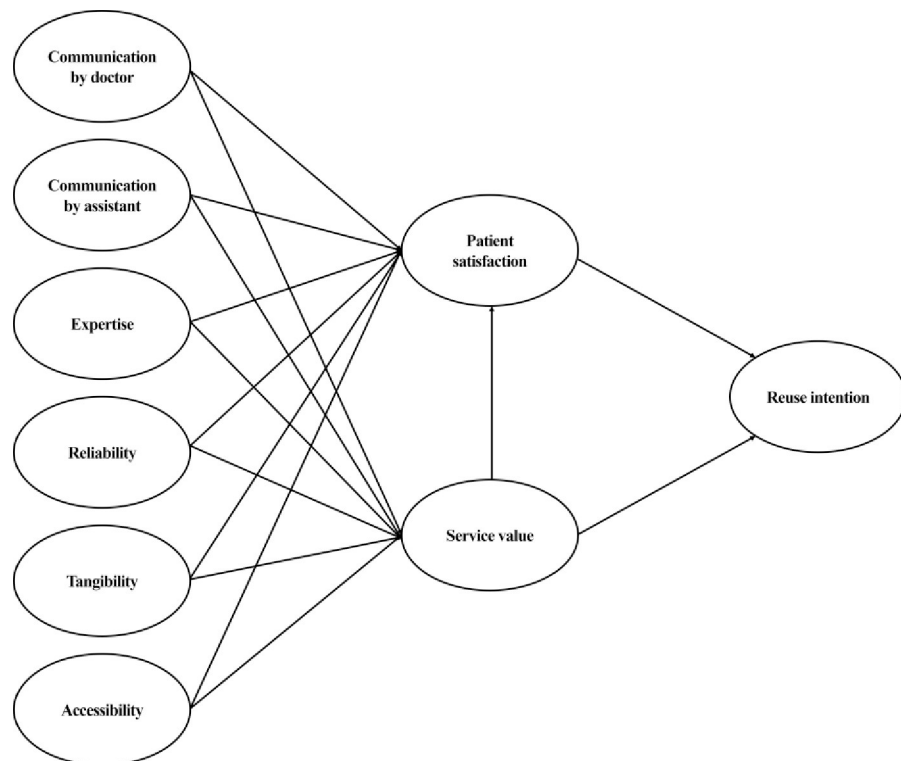 Communication
by doctor
Communication
by assistant
Expertise
Reliability
Tangibility
Accessibility
Patient
satisfaction
Service value
Reuse intention